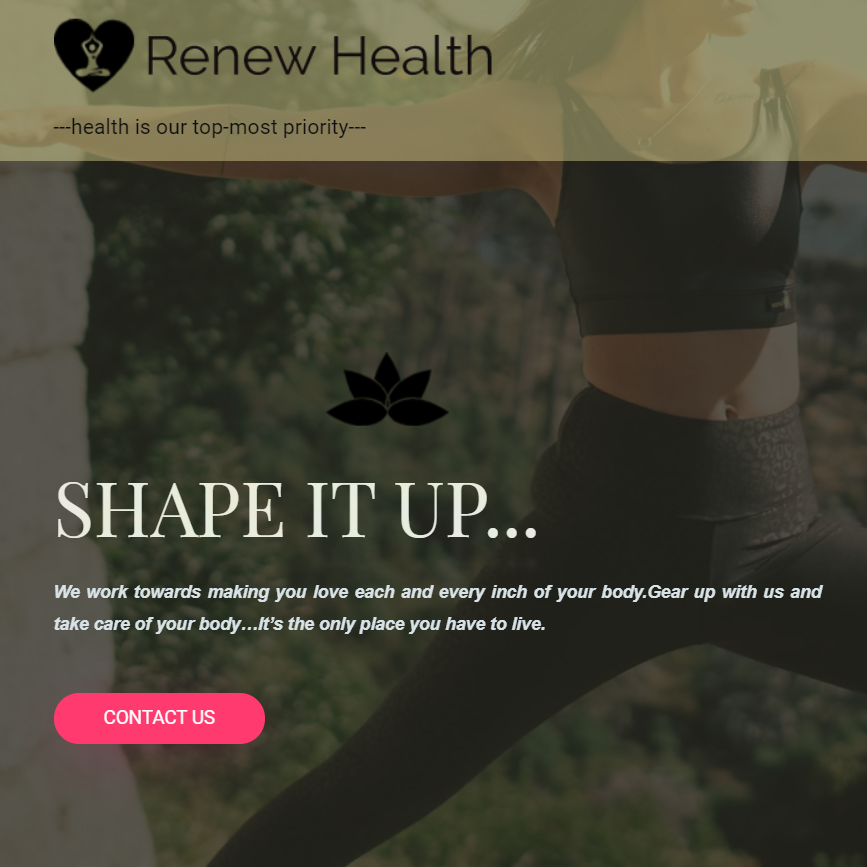 Renew Health
---health is our top-most priority---
SHAPE IT UP...
We work towards making you love each and every inch of your body.Gear up with us and
take care of your body…It’s the only place you have to live.
CONTACT US